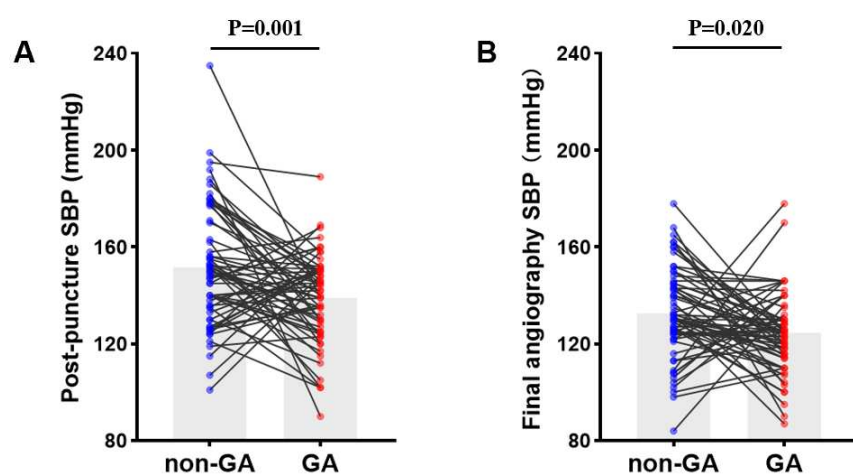 A
P=0.001
Post-puncture SBP (mmHg)
240
200
160
120
80
non-GA GA
B
P=0.020
Final angiography SBP（mmHg）
240
200
160
120
80
non-GA GA